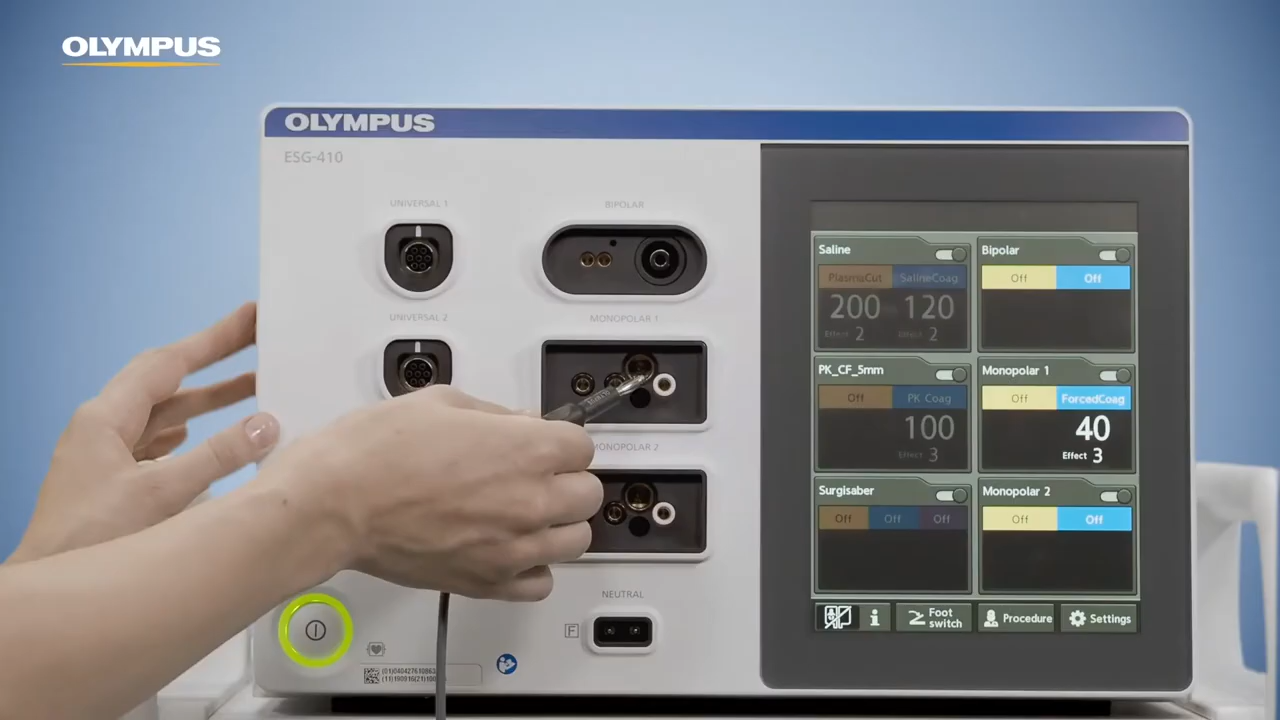 OLYMPUS
OLYMPUS
ESG-410
UNIVERSAL 1
BIPOLAR
UNIVERSAL 2
MONOPOLAR 1
MONOPOLAR 2
NEUTRAL
F
Saline
PlasmaCut SalineCoag
200 120
Effect 2 Effect 2
Bipolar
Off Off
PK_CF_5mm
Off PK Coag
100
Effect 3
Monopolar 1
Off ForcedCoag
40
Effect 3
Surgisaber
Off Off Off
Monopolar 2
Off Off
i
Foot switch
Procedure
Settings